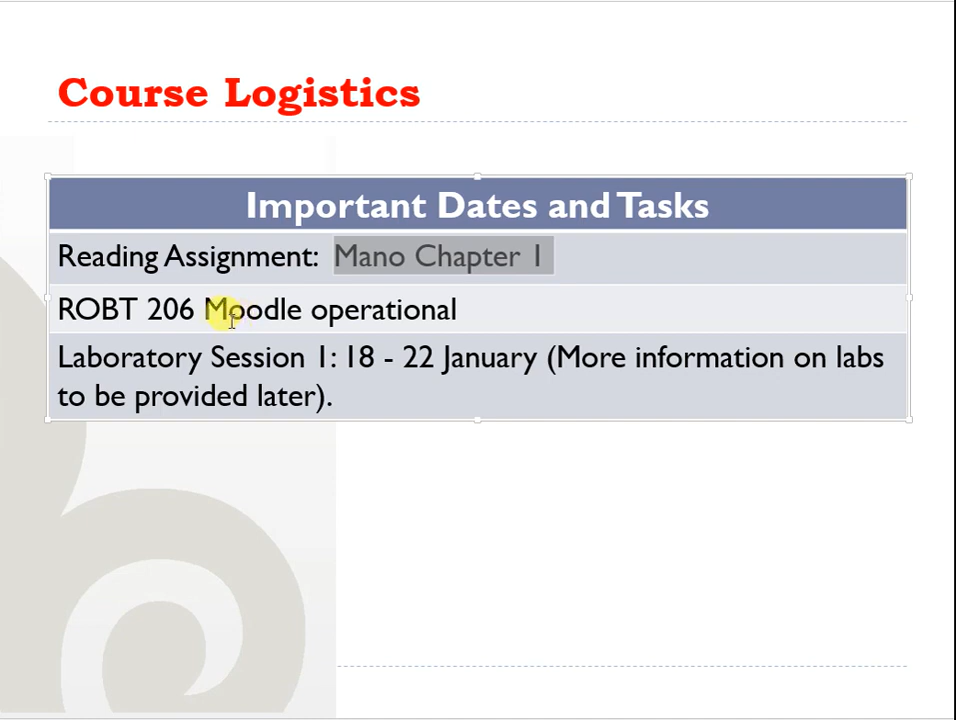 Course Logistics
Important Dates and Tasks
Reading Assignment: Mano Chapter 1
ROBT 206 Moodle operational
Laboratory Session 1: 18 - 22 January (More information on labs
to be provided later).